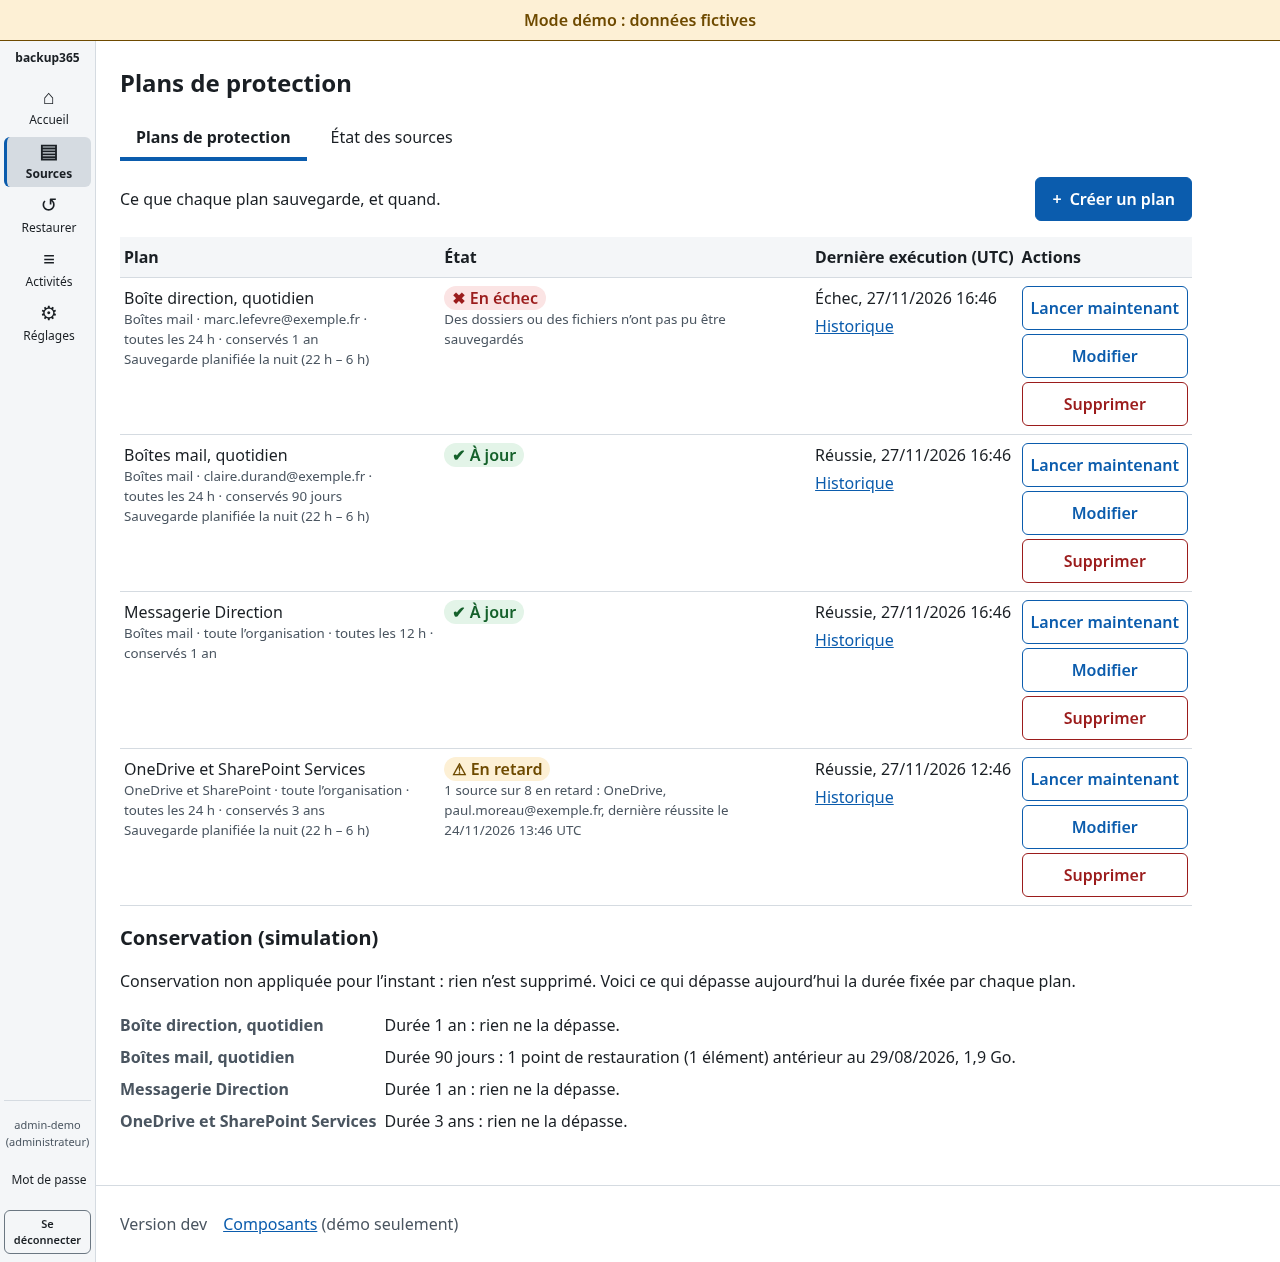 Mode démo : données fictives
backup365
Accueil
Sources
Restaurer
Activités
Réglages
admin-demo
(administrateur)
Mot de passe
Se
déconnecter
Plans de protection
Plans de protection
État des sources
Ce que chaque plan sauvegarde, et quand.
+ Créer un plan
Plan
État
Dernière exécution (UTC)
Actions
Boîte direction, quotidien
Boîtes mail · marc.lefevre@exemple.fr ·
toutes les 24 h · conservés 1 an
Sauvegarde planifiée la nuit (22 h – 6 h)
✖ En échec
Des dossiers ou des fichiers n’ont pas pu être
sauvegardés
Échec, 27/11/2026 16:46
Historique
Lancer maintenant
Modifier
Supprimer
Boîtes mail, quotidien
Boîtes mail · claire.durand@exemple.fr ·
toutes les 24 h · conservés 90 jours
Sauvegarde planifiée la nuit (22 h – 6 h)
✔ À jour
Réussie, 27/11/2026 16:46
Historique
Lancer maintenant
Modifier
Supprimer
Messagerie Direction
Boîtes mail · toute l’organisation · toutes les 12 h ·
conservés 1 an
✔ À jour
Réussie, 27/11/2026 16:46
Historique
Lancer maintenant
Modifier
Supprimer
OneDrive et SharePoint Services
OneDrive et SharePoint · toute l’organisation ·
toutes les 24 h · conservés 3 ans
Sauvegarde planifiée la nuit (22 h – 6 h)
⚠ En retard
1 source sur 8 en retard : OneDrive,
paul.moreau@exemple.fr, dernière réussite le
24/11/2026 13:46 UTC
Réussie, 27/11/2026 12:46
Historique
Lancer maintenant
Modifier
Supprimer
Conservation (simulation)
Conservation non appliquée pour l’instant : rien n’est supprimé. Voici ce qui dépasse aujourd’hui la durée fixée par chaque plan.
Boîte direction, quotidien Durée 1 an : rien ne la dépasse.
Boîtes mail, quotidien Durée 90 jours : 1 point de restauration (1 élément) antérieur au 29/08/2026, 1,9 Go.
Messagerie Direction Durée 1 an : rien ne la dépasse.
OneDrive et SharePoint Services Durée 3 ans : rien ne la dépasse.
Version dev Composants (démo seulement)